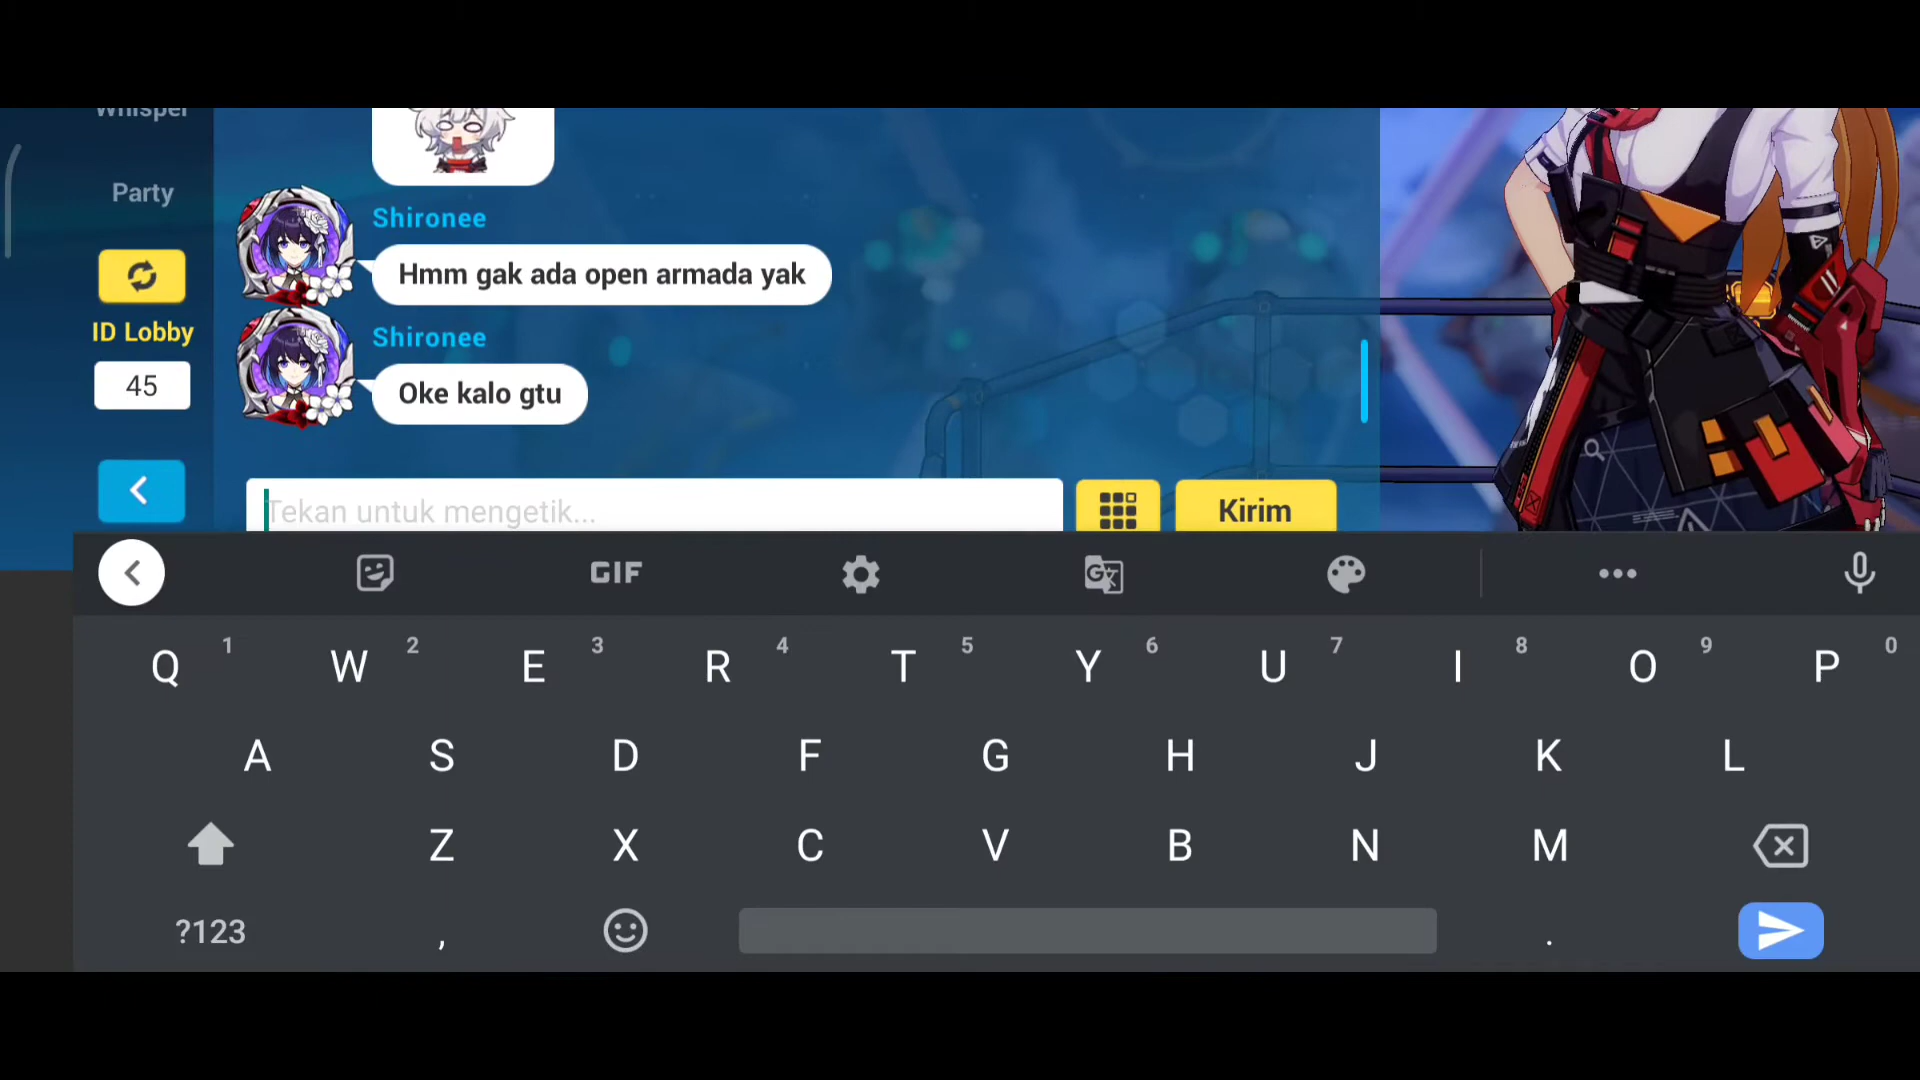 Whisper
Party
ID Lobby
45
Shironee
Hmm gak ada open armada yak
Shironee
Oke kalo gtu
Tekan untuk mengetik...
Kirim
GIF
G
Q 1 W 2 E 3 R 4 T 5 Y 6 U 7 I 8 O 9 P 0
A S D F G H J K L
Z X C V B N M
?123 , .